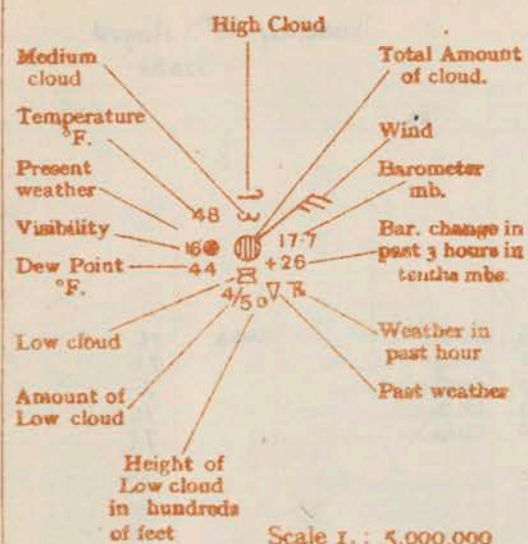 High Cloud
Medium
cloud
Total Amount
of cloud.
Temperature
°F.
Wind
Present
weather
Barometer
mb.
48
Visibility
16
17.7
Bar. change in
past 3 hours in
tenths mbs.
Dew Point
°F.
44
+26
4/50
Low cloud
Weather in
past hour
Amount of
Low cloud
Past weather
Height of
Low cloud
in hundreds
of feet
Scale 1. : 5,000,000